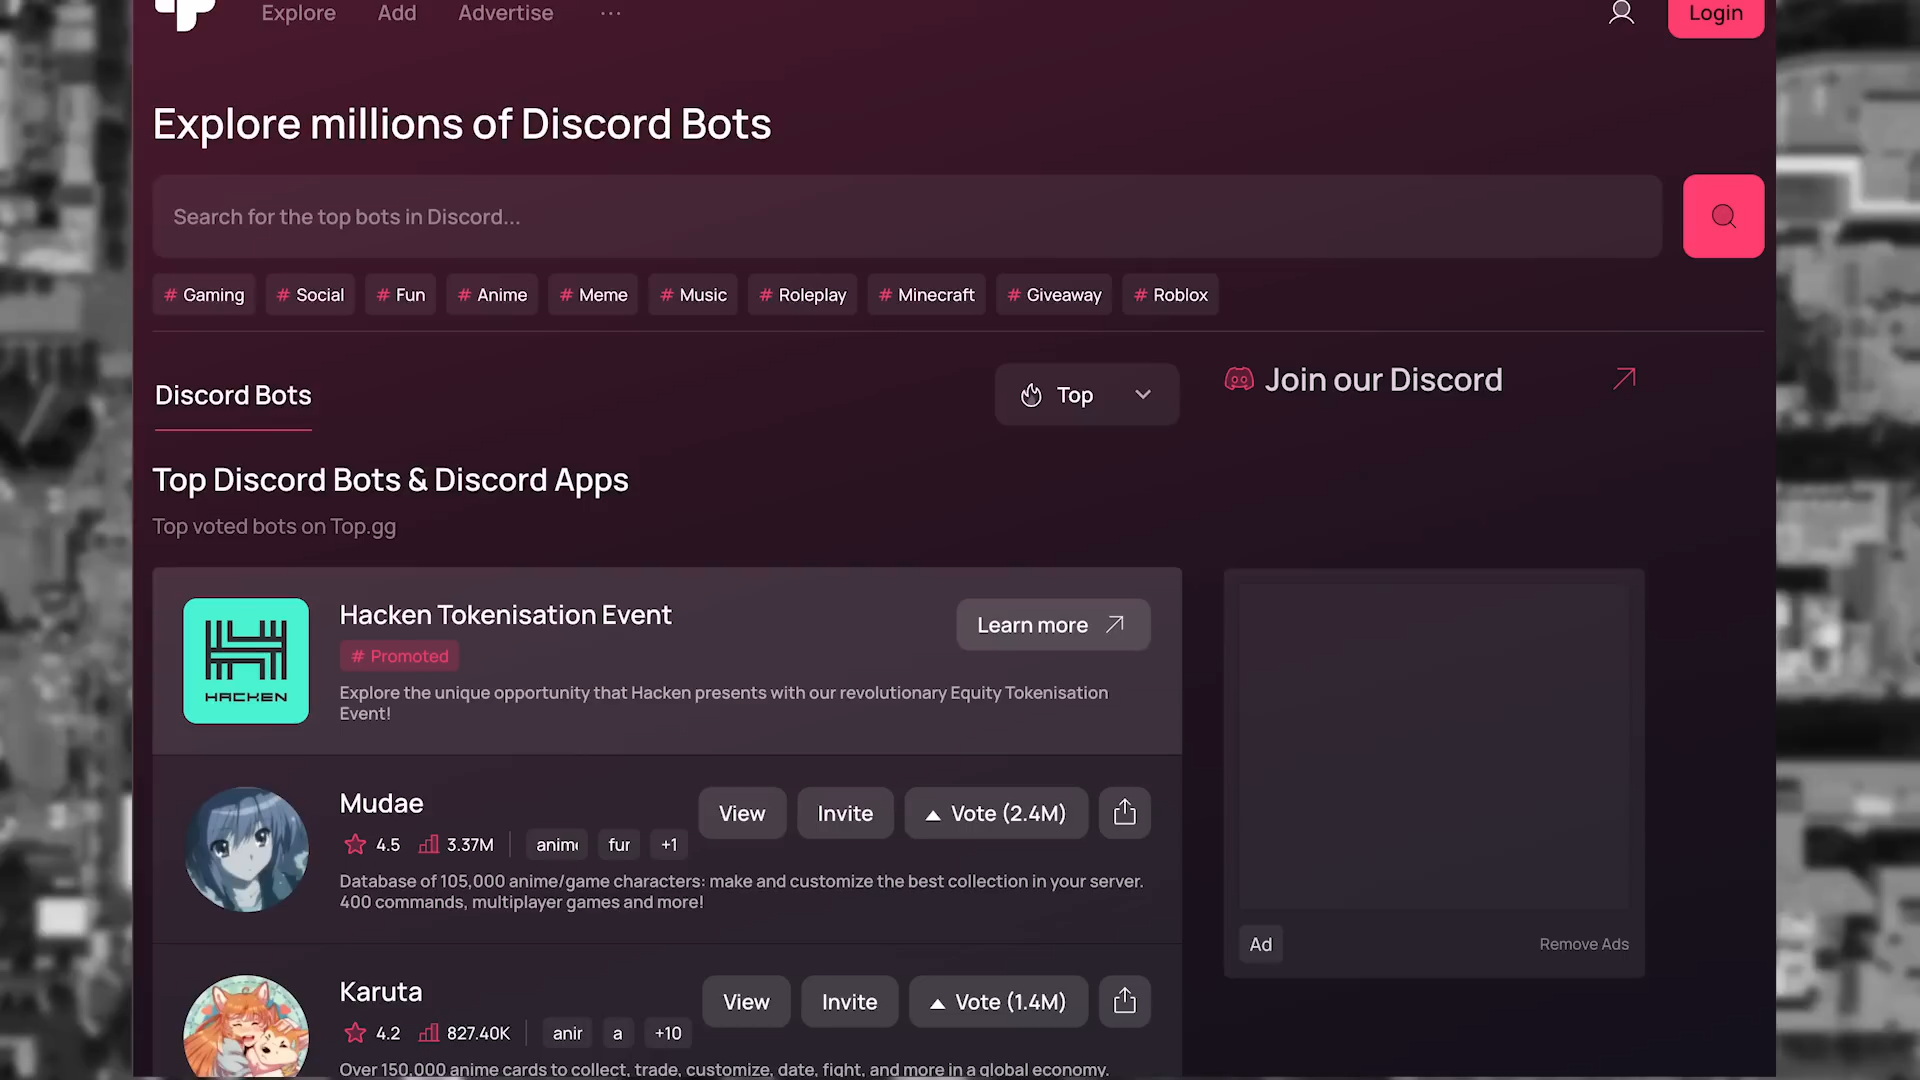 Explore Add Advertise ...
Login
Explore millions of Discord Bots
Search for the top bots in Discord...
# Gaming # Social # Fun # Anime # Meme # Music # Roleplay # Minecraft # Giveaway # Roblox
Discord Bots
Top
Join our Discord
Top Discord Bots & Discord Apps
Top voted bots on Top.gg
Hacken Tokenisation Event
Learn more
# Promoted
HACKEN
Explore the unique opportunity that Hacken presents with our revolutionary Equity Tokenisation
Event!
Mudae
View Invite Vote (2.4M)
4.5 3.37M fur +1
Database of 105,000 anime/game characters: make and customize the best collection in your server.
400 commands, multiplayer games and more!
Ad
Remove Ads
Karuta
View Invite Vote (1.4M)
4.2 827.40K anir a +10
Over 150,000 anime cards to collect, trade, customize, date, fight, and more in a global economy.